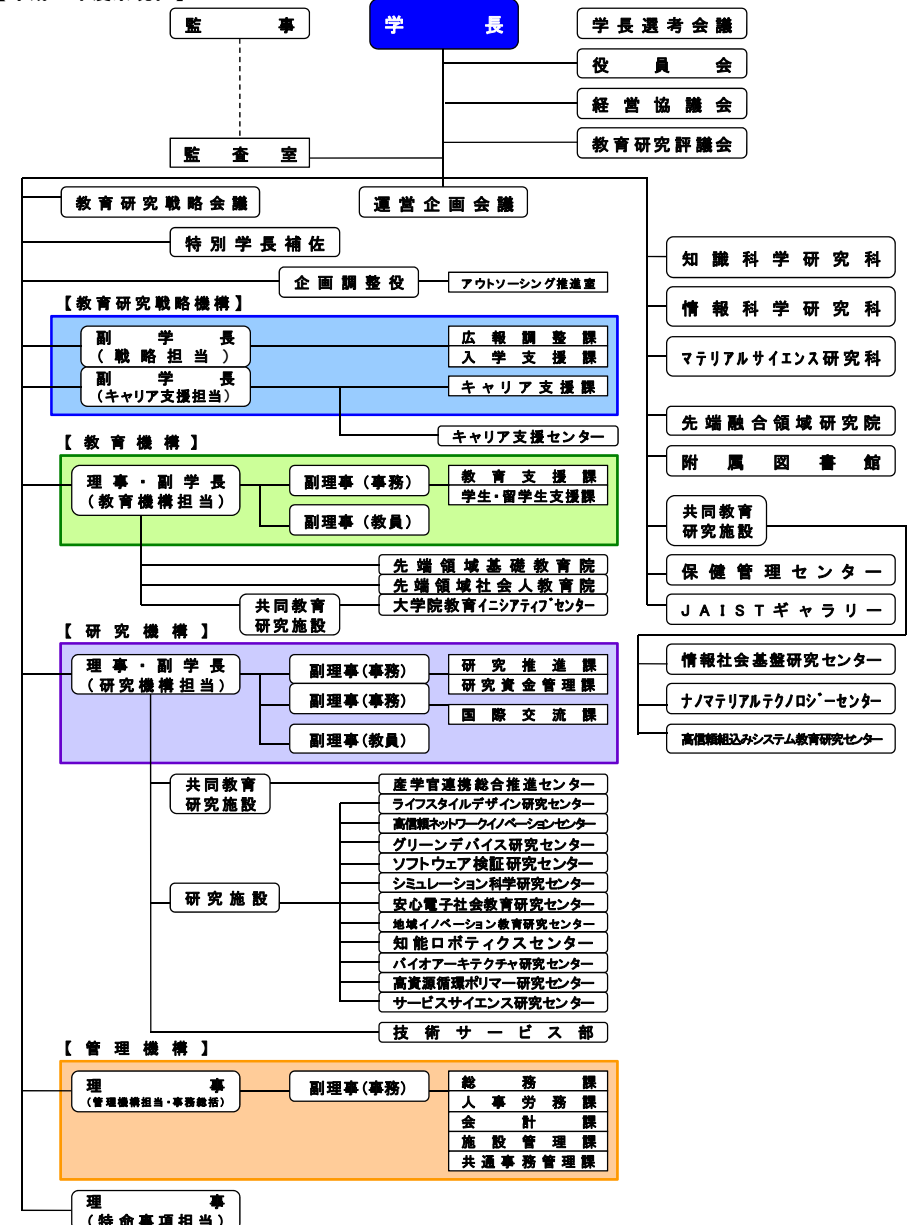 監事
学長
学長選考会議
役員会
経営協議会
教育研究評議会
監査室
教育研究戦略会議
運営企画会議
特別学長補佐
企画調整役
アウトソーシング推進室
【教育研究戦略機構】
副学長
(戦略担当)
広報調整課
入学支援課
副学長
(キャリア支援担当)
キャリア支援課
キャリア支援センター
【教育機構】
理事・副学長
(教育機構担当)
副理事(事務)
教育支援課
学生・留学生支援課
副理事(教員)
先端領域基礎教育院
先端領域社会人教育院
共同教育
研究施設
大学院教育イニシアティブセンター
【研究機構】
理事・副学長
(研究機構担当)
副理事(事務)
研究推進課
研究資金管理課
副理事(事務)
国際交流課
副理事(教員)
共同教育
研究施設
産学官連携総合推進センター
ライフスタイルデザイン研究センター
高信頼ネットワークイノベーションセンター
グリーンデバイス研究センター
ソフトウェア検証研究センター
シミュレーション科学研究センター
研究施設
安心電子社会教育研究センター
地域イノベーション教育研究センター
知能ロボティクスセンター
バイオアーキテクチャ研究センター
高資源循環ポリマー研究センター
サービスサイエンス研究センター
技術サービス部
【管理機構】
理事
(管理機構担当・事務総括)
副理事(事務)
総務課
人事労務課
会計課
施設管理課
共通事務管理課
理事
(特命事項担当)
知識科学研究科
情報科学研究科
マテリアルサイエンス研究科
先端融合領域研究院
附属図書館
共同教育
研究施設
保健管理センター
JAISTギャラリー
情報社会基盤研究センター
ナノマテリアルテクノロジーセンター
高信頼組込みシステム教育研究センター